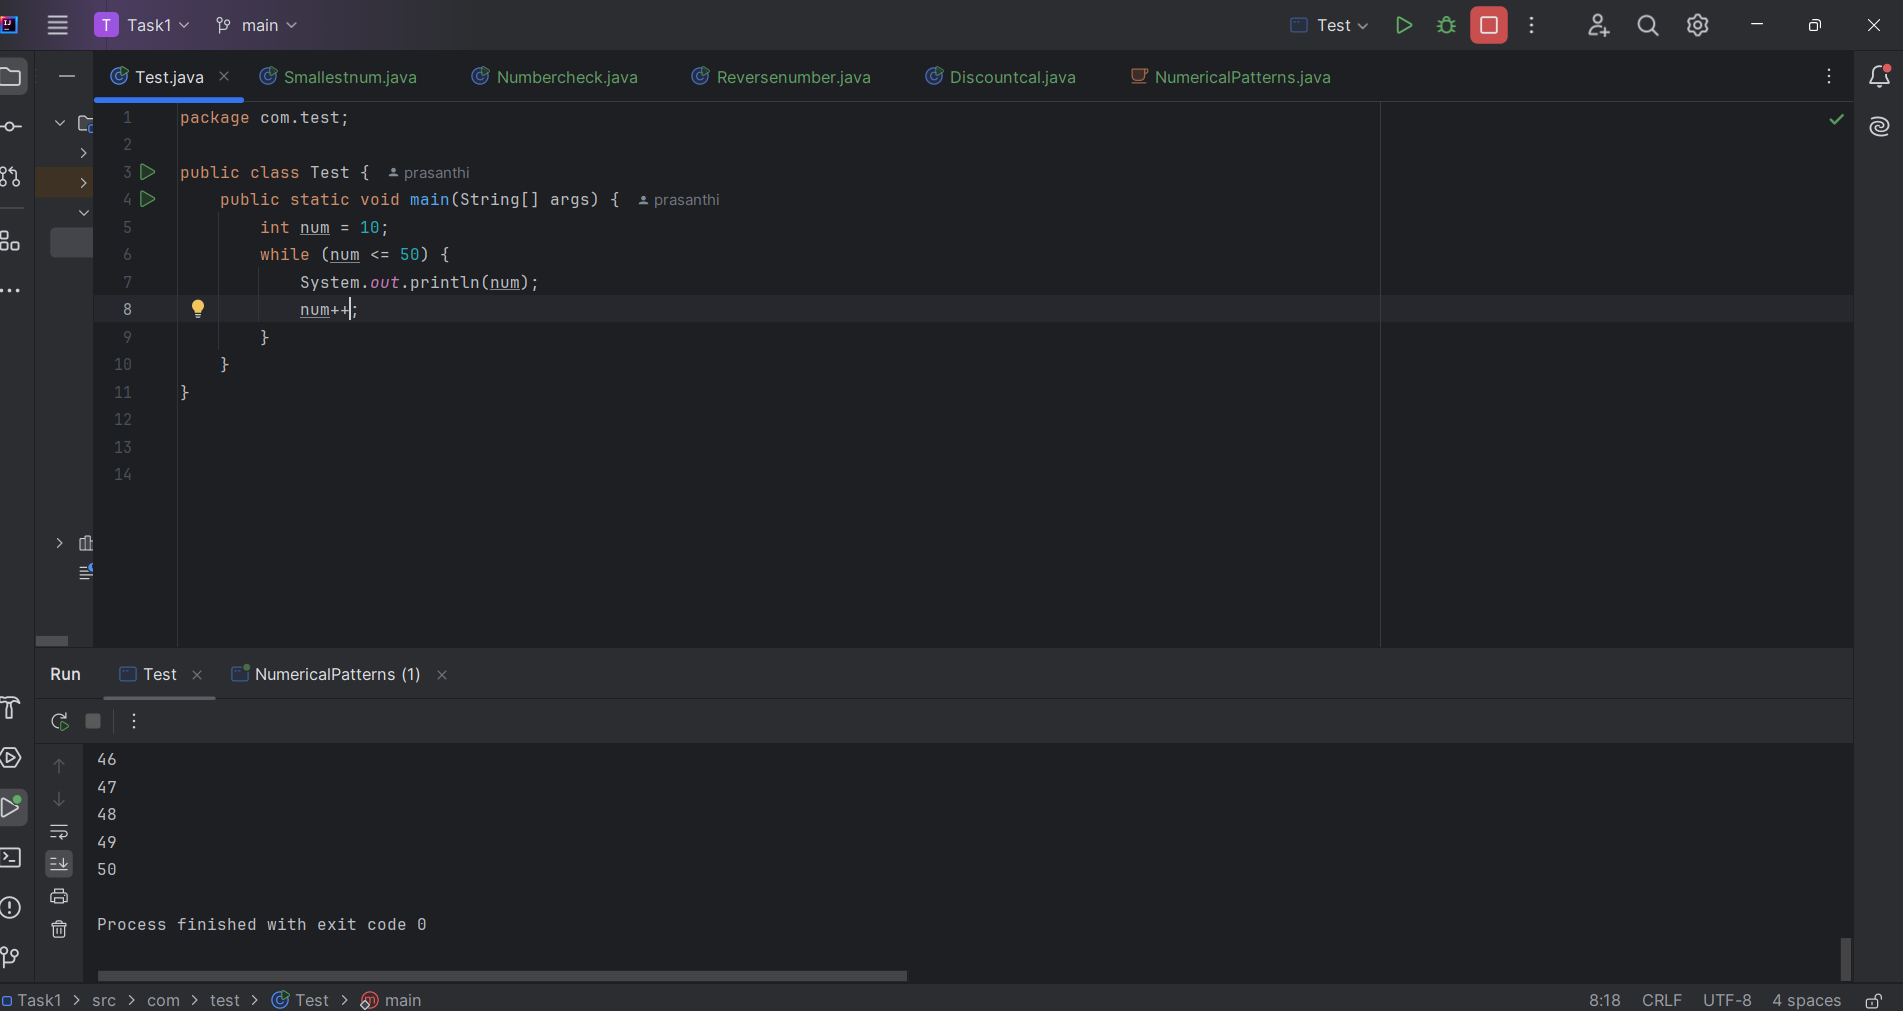 T Task1 main Test
Test.java Smallestnum.java Numbercheck.java Reversenumber.java Discountcal.java NumericalPatterns.java
1 package com.test;
2
3 public class Test { prasanthi
4 public static void main(String[] args) { prasanthi
5 int num = 10;
6 while (num <= 50) {
7 System.out.println(num);
8 num++;
9 }
10 }
11 }
12
13
14
Run Test NumericalPatterns (1)
46
47
48
49
50
Process finished with exit code 0
Task1 > src > com > test > Test > main 8:18 CRLF UTF-8 4 spaces